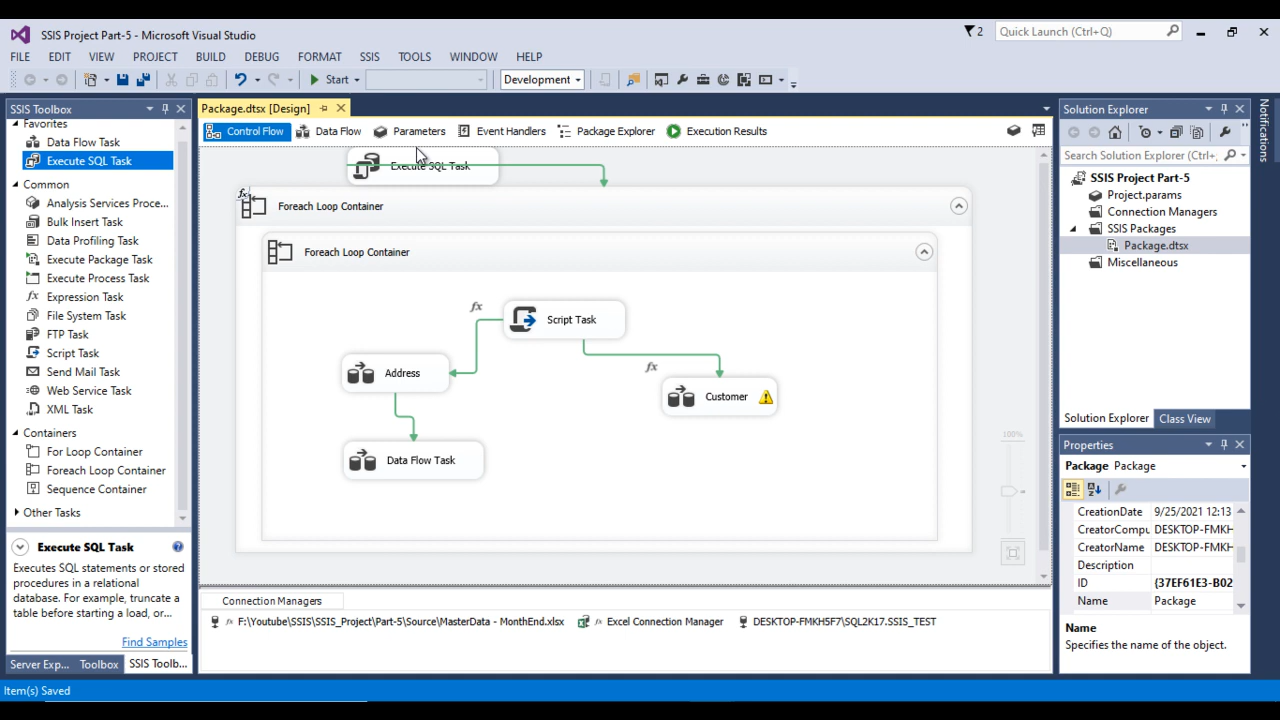 SSIS Project Part-5 - Microsoft Visual Studio
2
Quick Launch (Ctrl+Q)
FILE EDIT VIEW PROJECT BUILD DEBUG FORMAT SSIS TOOLS WINDOW HELP
Start
Development
SSIS Toolbox
Favorites
Data Flow Task
Execute SQL Task
Common
Analysis Services Proce...
Bulk Insert Task
Data Profiling Task
Execute Package Task
Execute Process Task
Expression Task
File System Task
FTP Task
Script Task
Send Mail Task
Web Service Task
XML Task
Containers
For Loop Container
Foreach Loop Container
Sequence Container
Other Tasks
Execute SQL Task
Executes SQL statements or stored
procedures in a relational
database. For example, truncate a
table before starting a load, or...
Find Samples
Server Exp... Toolbox SSIS Toolb...
Package.dtsx [Design]
Control Flow Data Flow Parameters Event Handlers Package Explorer Execution Results
Execute SQL Task
fx
Foreach Loop Container
Foreach Loop Container
fx
Script Task
Address
fx
Customer
Data Flow Task
100%
Connection Managers
fx F:\Youtube\SSIS\SSIS_Project\Part-5\Source\MasterData - MonthEnd.xlsx
fx Excel Connection Manager
DESKTOP-FMKH5F7\SQL2K17.SSIS_TEST
Solution Explorer
Search Solution Explorer (Ctrl+;
SSIS Project Part-5
Project.params
Connection Managers
SSIS Packages
Package.dtsx
Miscellaneous
Solution Explorer Class View
Properties
Package Package
CreationDate 9/25/2021 12:13
CreatorCompu DESKTOP-FMKH
CreatorName DESKTOP-FMKH
Description
ID {37EF61E3-B02
Name Package
Name
Specifies the name of the object.
Notifications
Item(s) Saved